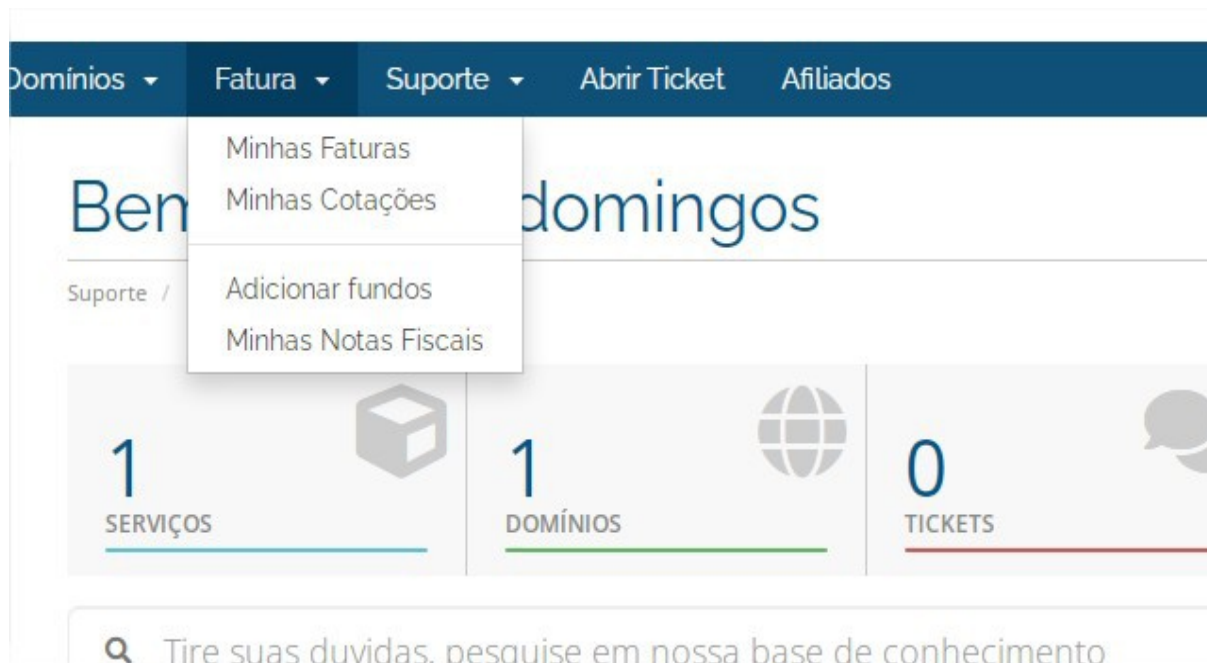 Domínios Fatura Suporte Abrir Ticket Afiliados
Minhas Faturas
Minhas Cotações
Adicionar fundos
Minhas Notas Fiscais
Bem domingos
Suporte /
1
SERVIÇOS
1
DOMÍNIOS
0
TICKETS
Tire suas duvidas, pesquise em nossa base de conhecimento